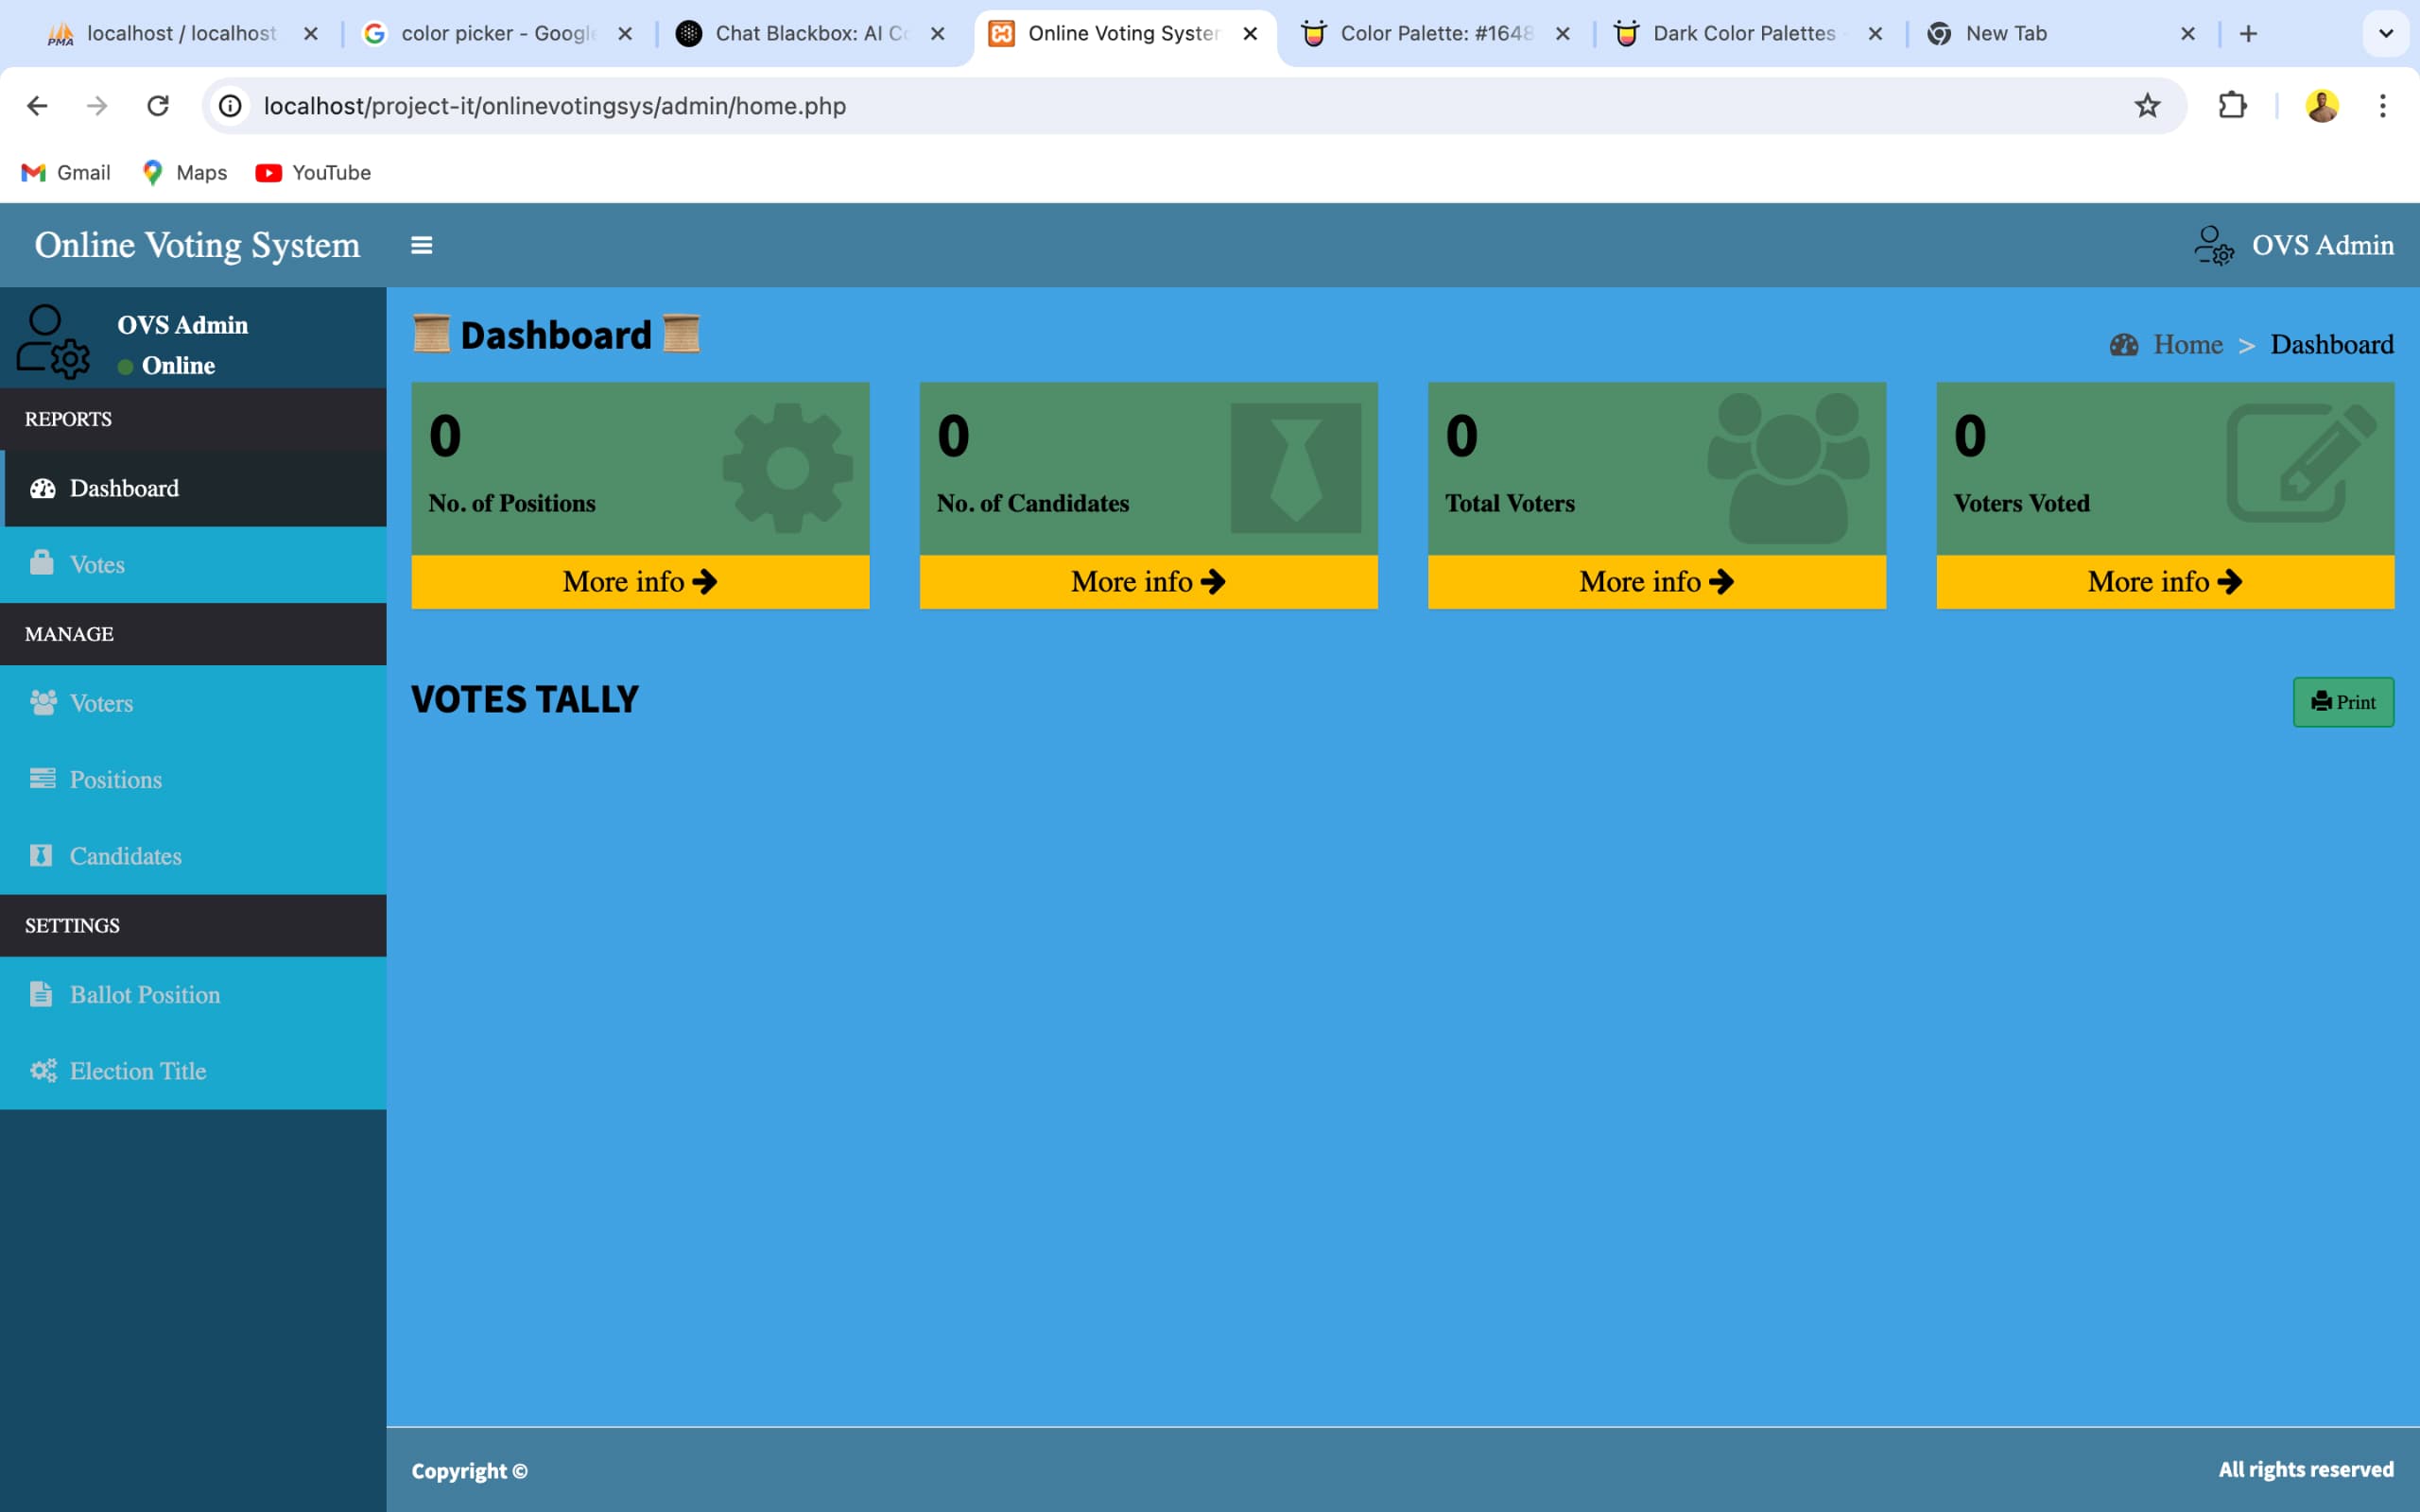 localhost / localhost
color picker - Google
Chat Blackbox: AI Co
Online Voting System
Color Palette: #1648
Dark Color Palettes
New Tab
localhost/project-it/onlinevotingsys/admin/home.php
Gmail
Maps
YouTube
Online Voting System
OVS Admin
OVS Admin
Online
REPORTS
Dashboard
Votes
MANAGE
Voters
Positions
Candidates
SETTINGS
Ballot Position
Election Title
Dashboard
Home > Dashboard
0
No. of Positions
More info
0
No. of Candidates
More info
0
Total Voters
More info
0
Voters Voted
More info
VOTES TALLY
Print
Copyright ©
All rights reserved